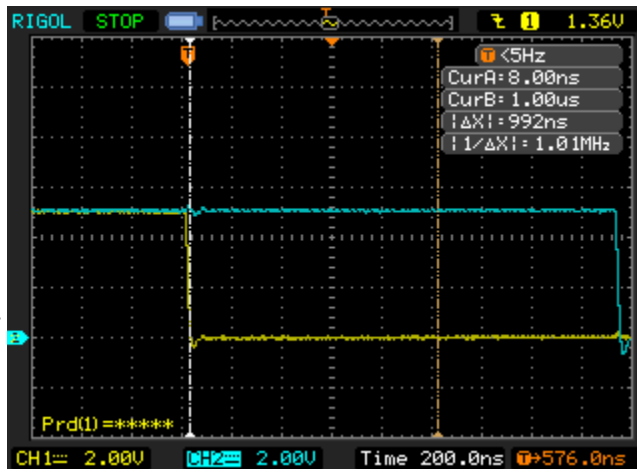 RIGOL STOP T 1 1.36V
T
T <5Hz
CurA=8.00ns
CurB=1.00us
|ΔX|=992ns
|1/ΔX|=1.01MHz
Prd(1)=*****
CH1= 2.00V CH2= 2.00V Time 200.0ns T→576.0ns